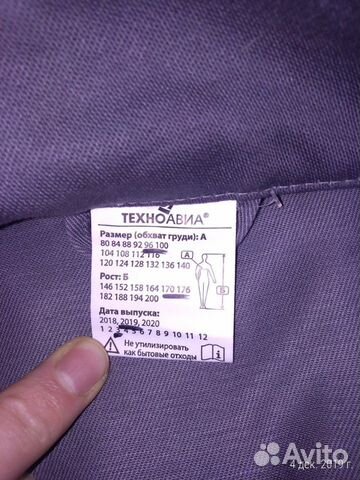 ТЕХНОАВИА®
Размер (обхват груди): А
80 84 88 92 96 100
104 108 112 116
120 124 128 132 136 140
А
Рост: Б
146 152 158 164 170 176
182 188 194 200
Б
Дата выпуска:
2018, 2019, 2020
1 2 3 4 5 6 7 8 9 10 11 12
Не утилизировать
как бытовые отходы
i
Avito
4 дек. 2019 г.